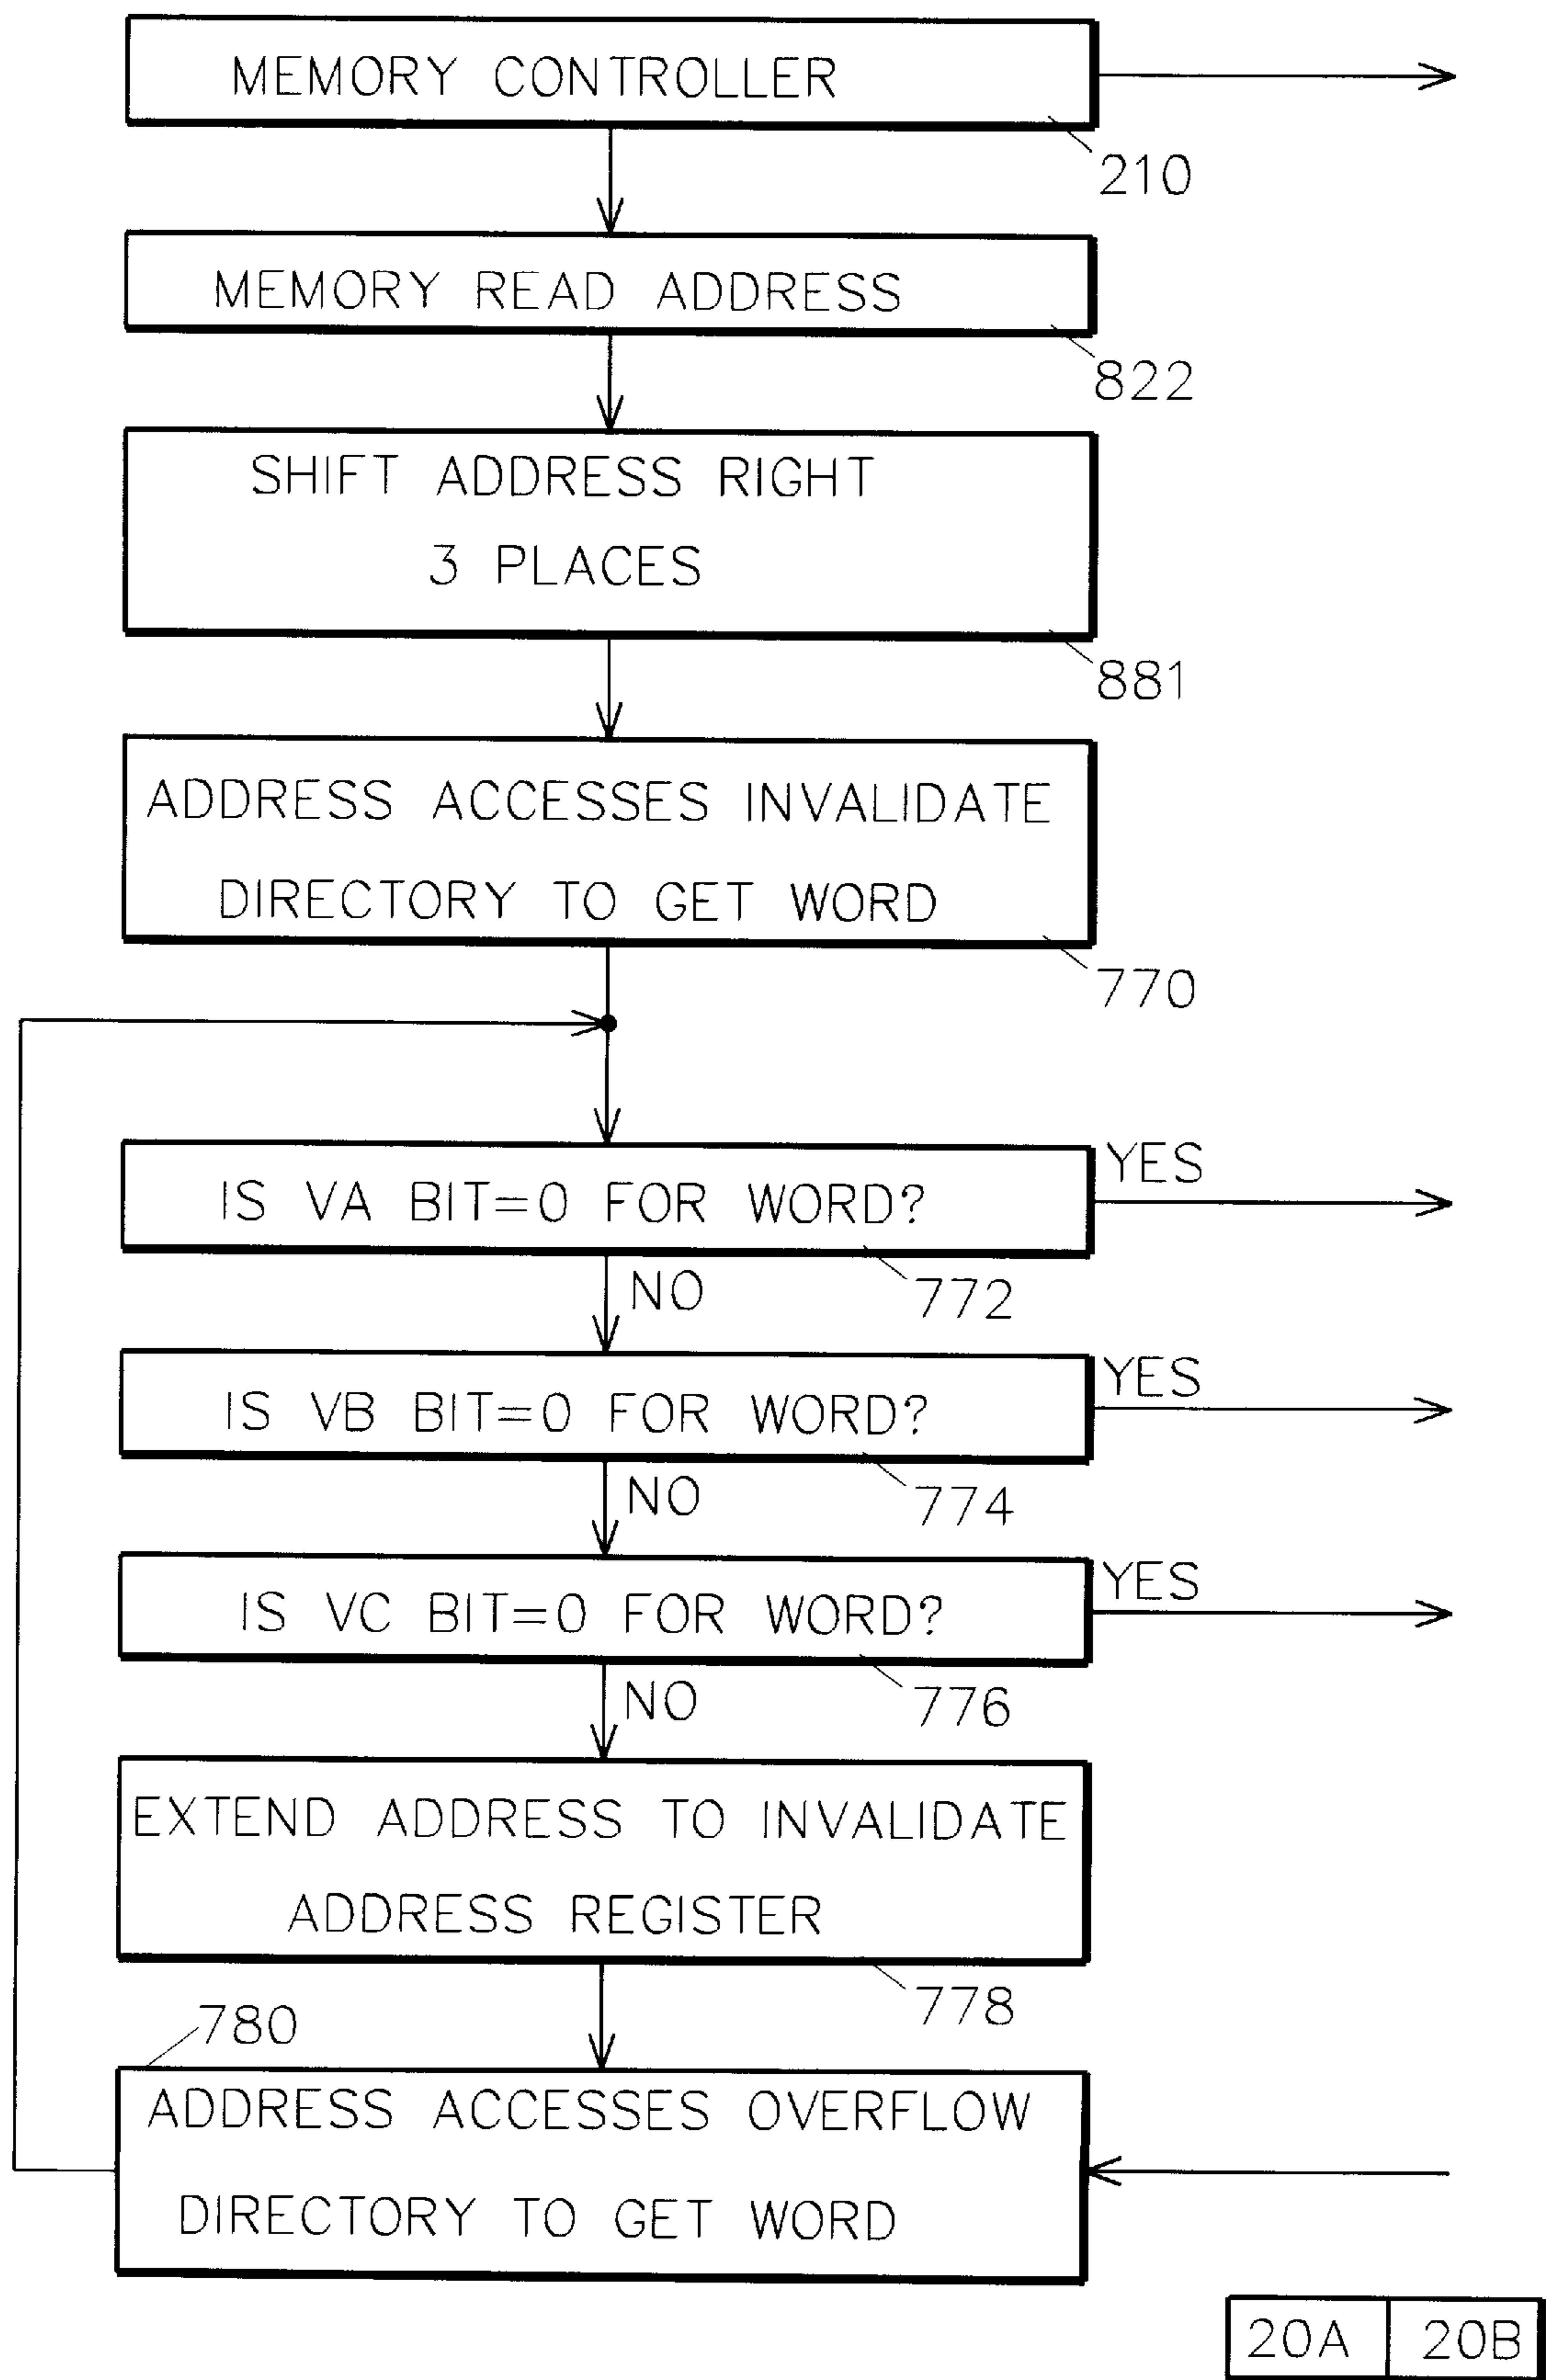 MEMORY CONTROLLER
210
MEMORY READ ADDRESS
822
SHIFT ADDRESS RIGHT
3 PLACES
881
ADDRESS ACCESSES INVALIDATE
DIRECTORY TO GET WORD
770
IS VA BIT=0 FOR WORD?
YES
NO
772
IS VB BIT=0 FOR WORD?
YES
NO
774
IS VC BIT=0 FOR WORD?
YES
NO
776
EXTEND ADDRESS TO INVALIDATE
ADDRESS REGISTER
778
780
ADDRESS ACCESSES OVERFLOW
DIRECTORY TO GET WORD
20A 20B